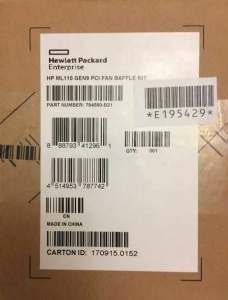 Hewlett Packard
Enterprise
HP ML110 GEN9 PCI FAN BAFFLE KIT
PART NUMBER: 784580-B21
*E195429*
8 88793 41296 1
QTY: 001
4 514953 787742
CN
MADE IN CHINA
CARTON ID: 170915.0152